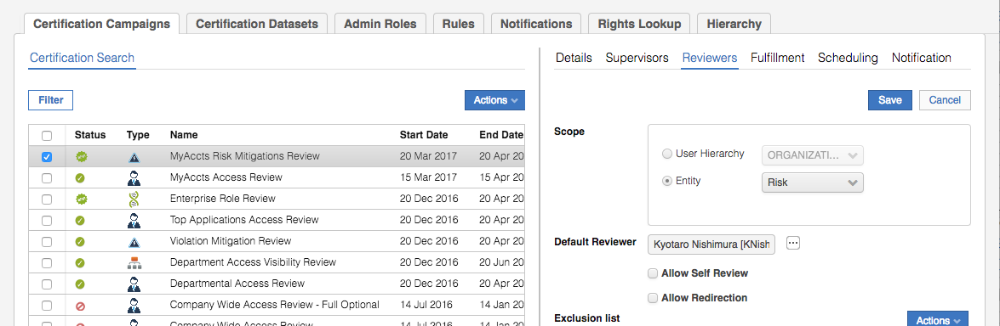 Certification Campaigns Certification Datasets Admin Roles Rules Notifications Rights Lookup Hierarchy
Certification Search
Filter Actions
Status Type Name Start Date End Date
MyAccts Risk Mitigations Review 20 Mar 2017 20 Apr 20
MyAccts Access Review 15 Mar 2017 15 Apr 20
Enterprise Role Review 20 Dec 2016 20 Apr 20
Top Applications Access Review 20 Dec 2016 20 Apr 20
Violation Mitigation Review 20 Dec 2016 20 Apr 20
Department Access Visibility Review 20 Dec 2016 20 Jun 20
Departmental Access Review 20 Dec 2016 20 Apr 20
Company Wide Access Review - Full Optional 14 Jul 2016 14 Jan 20
Company Wide Access Review 14 Jul 2016 14 Apr 20
Details Supervisors Reviewers Fulfillment Scheduling Notification
Save Cancel
Scope
User Hierarchy ORGANIZATI...
Entity Risk
Default Reviewer Kyotaro Nishimura [KNish ...
Allow Self Review
Allow Redirection
Exclusion list Actions